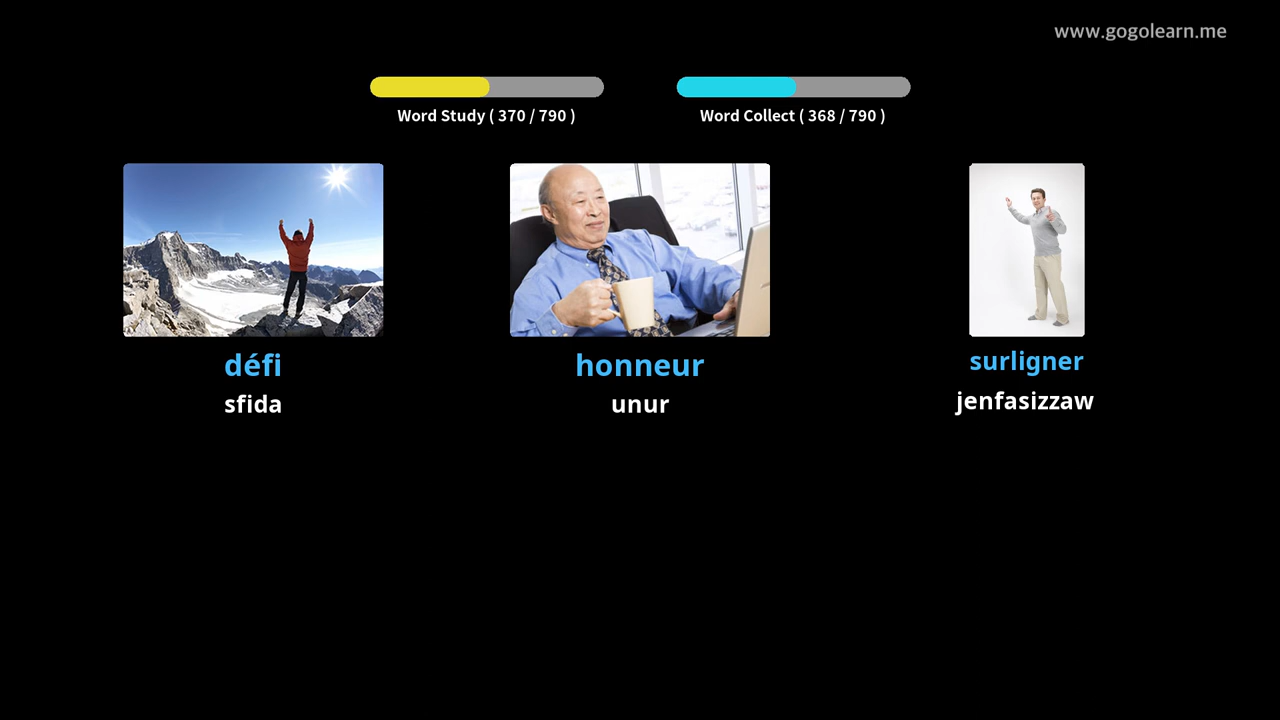 www.gogolearn.me
Word Study ( 370 / 790 )
Word Collect ( 368 / 790 )
défi
honneur
surligner
sfida
unur
jenfasizzaw